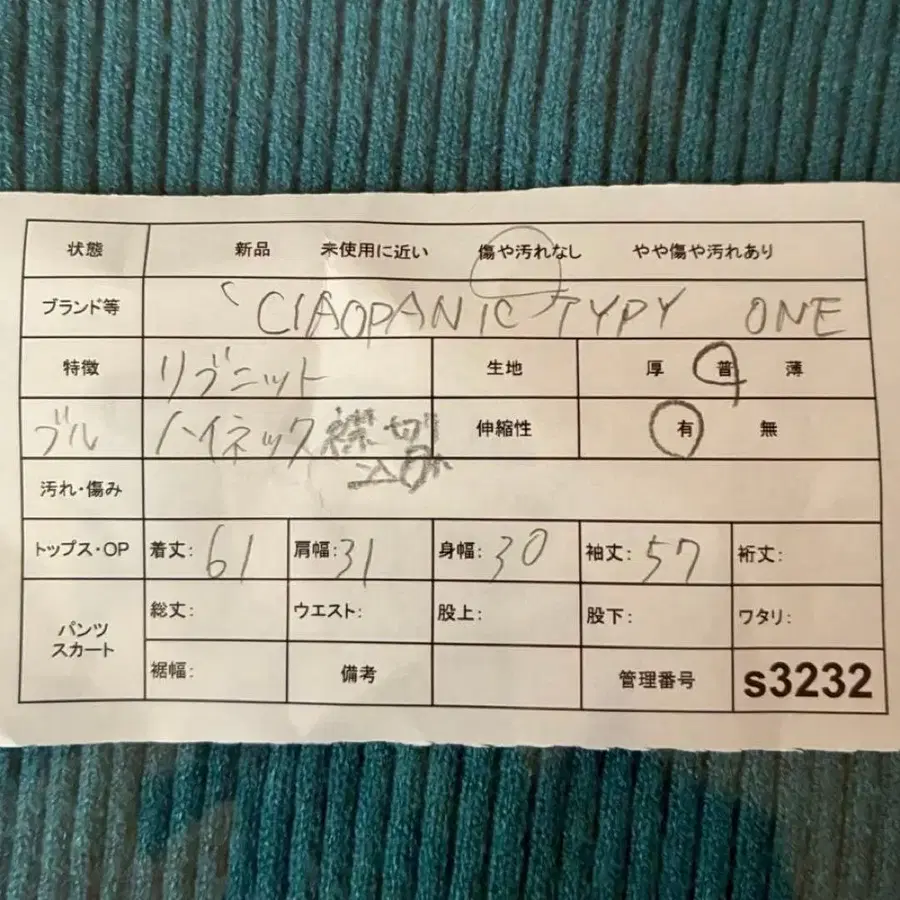 状態 新品 未使用に近い 傷や汚れなし やや傷や汚れあり
ブランド等 CIAOPANIC TYPY ONE
特徴 リブニット 生地 厚 普 薄
ブル ハイネック 襟切込み 伸縮性 有 無
汚れ・傷み
トップス・OP 着丈: 61 肩幅: 31 身幅: 30 袖丈: 57 裄丈:
パンツ スカート 総丈: ウエスト: 股上: 股下: ワタリ:
裾幅: 備考 管理番号 s3232